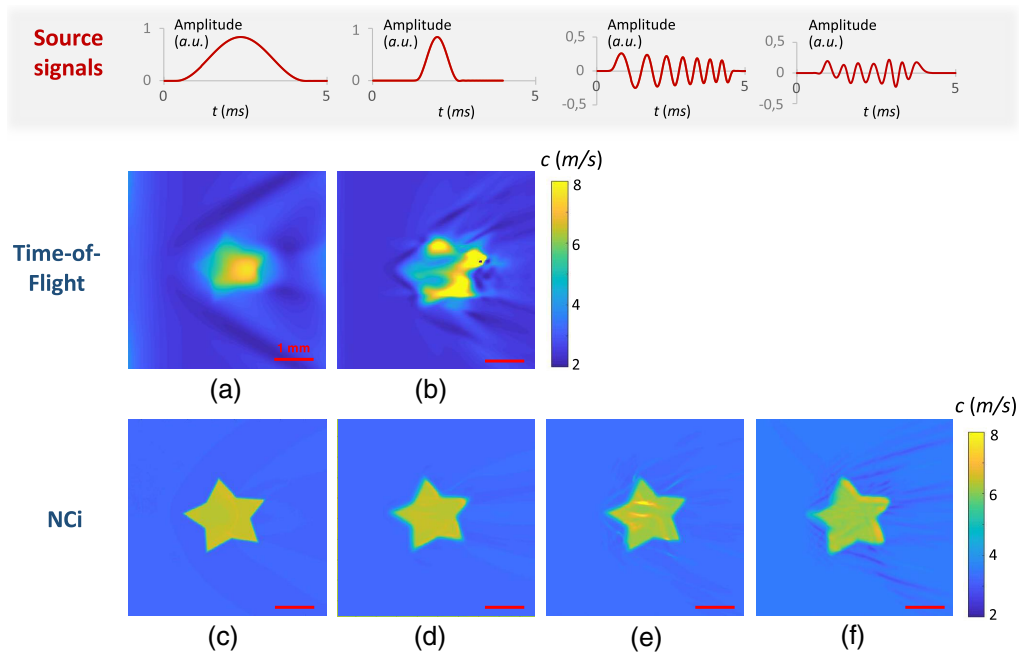 Source
signals
Amplitude
(a.u.)
1
0
0
5
t (ms)
Amplitude
(a.u.)
1
0
0
5
t (ms)
Amplitude
(a.u.)
0,5
0
-0,5
0
5
t (ms)
Amplitude
(a.u.)
0,5
0
-0,5
0
5
t (ms)
c (m/s)
Time-of-
Flight
1 mm
8
6
4
2
(a)
(b)
c (m/s)
NCi
8
6
4
2
(c)
(d)
(e)
(f)